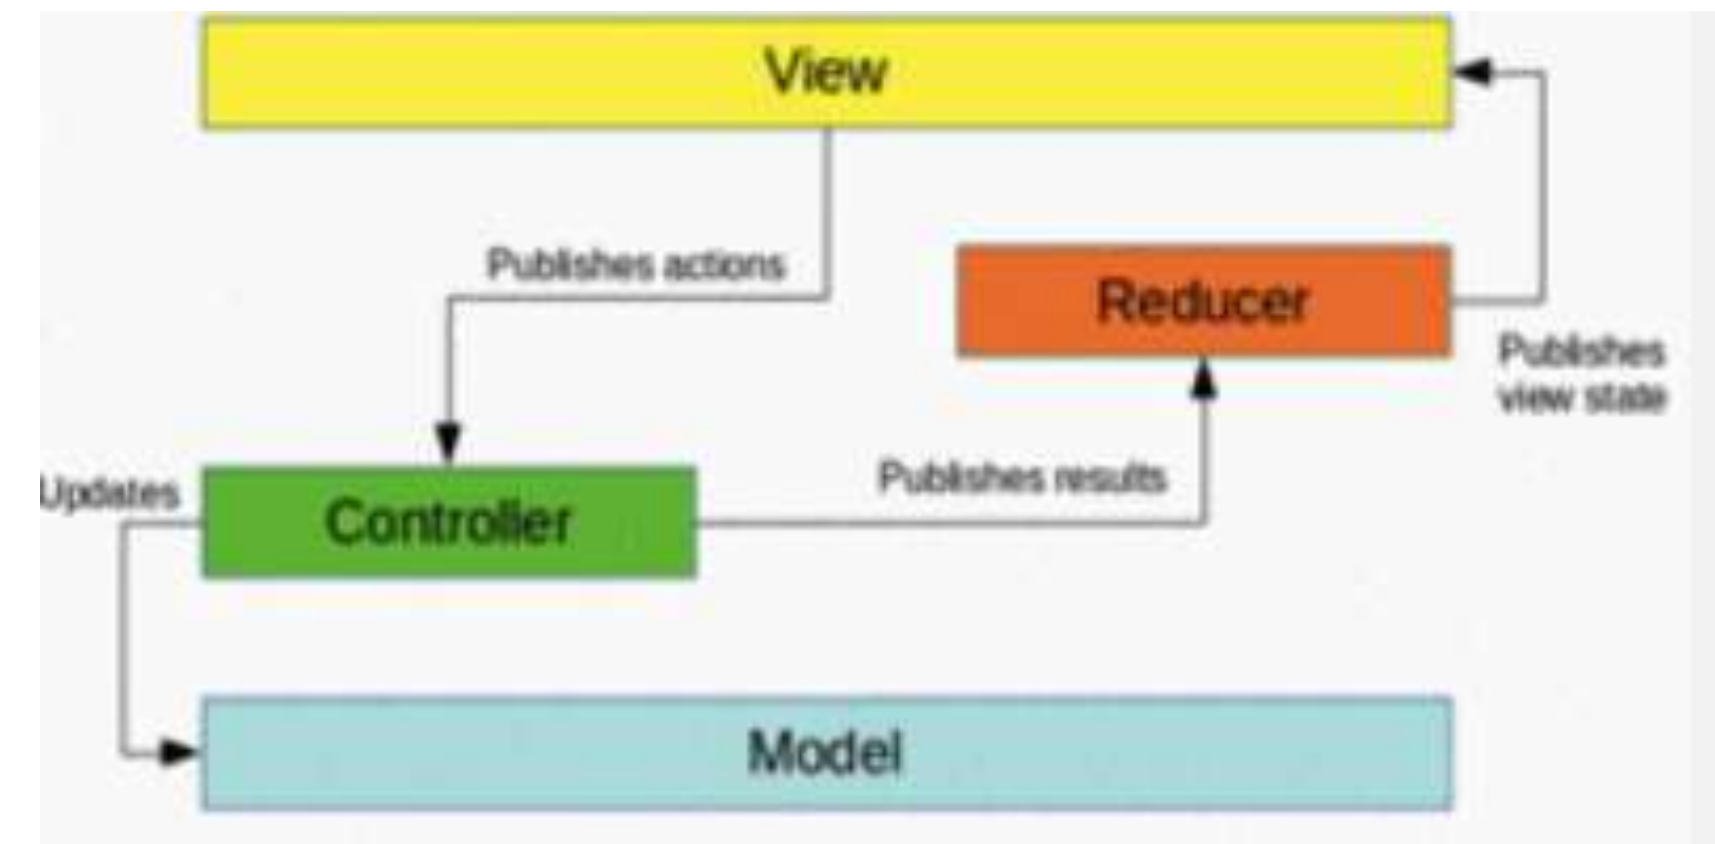 View
Publishes actions
Reducer
Publishes
view state
Updates
Publishes results
Controller
Model